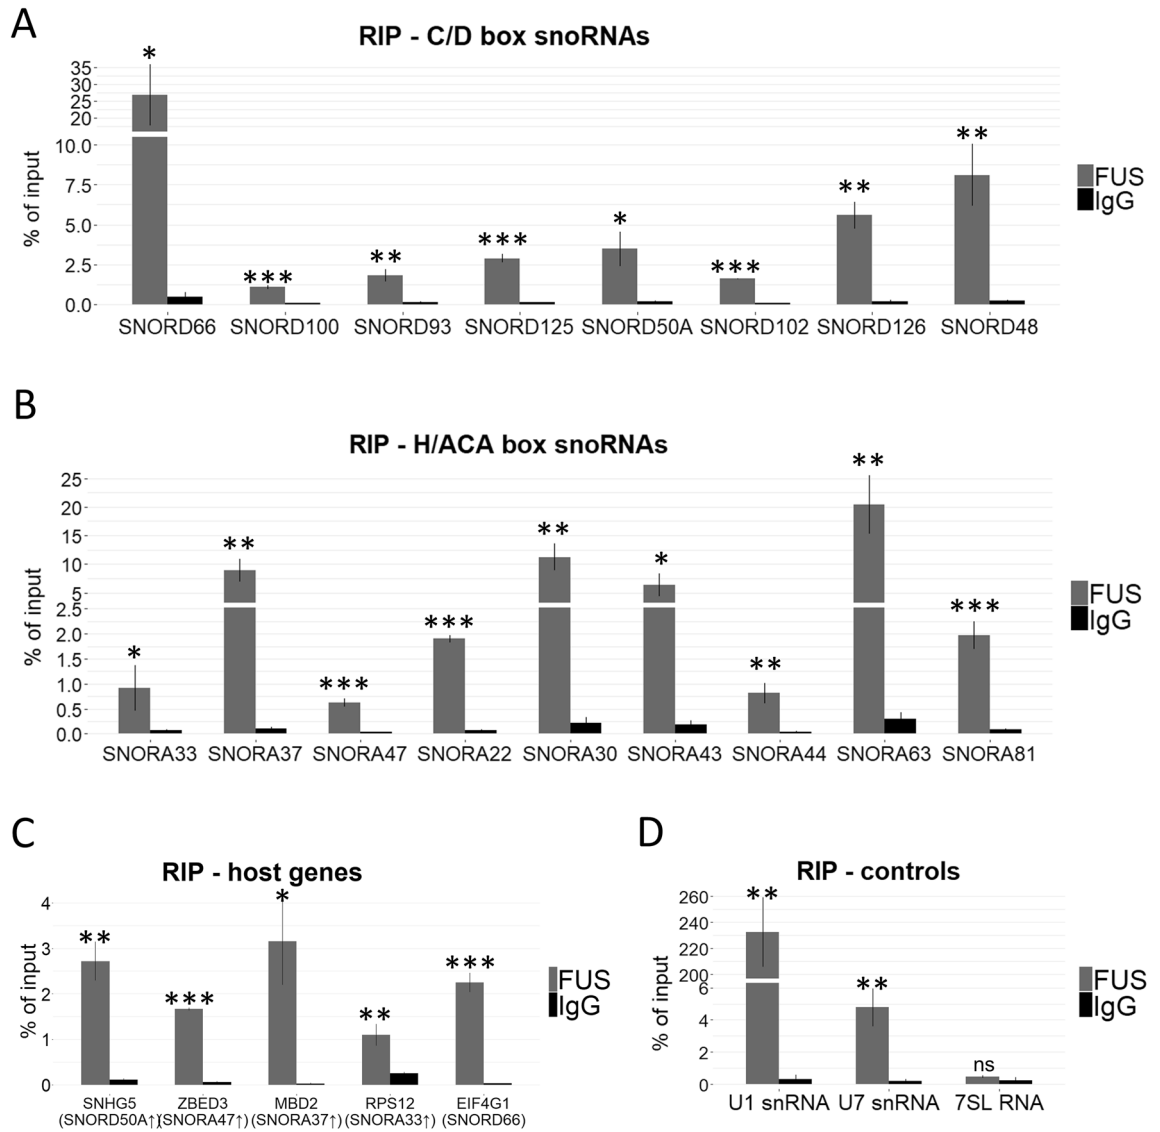 A
RIP - C/D box snoRNAs
*
35
30
25
20
10.0
7.5
5.0
2.5
0.0
% of input
***
**
***
*
***
**
**
SNORD66 SNORD100 SNORD93 SNORD125 SNORD50A SNORD102 SNORD126 SNORD48
FUS
IgG
B
RIP - H/ACA box snoRNAs
25
20
15
10
5
2.5
2.0
1.5
1.0
0.5
0.0
% of input
*
**
***
***
**
*
**
**
***
SNORA33 SNORA37 SNORA47 SNORA22 SNORA30 SNORA43 SNORA44 SNORA63 SNORA81
FUS
IgG
C
RIP - host genes
4
3
2
1
0
% of input
**
***
*
**
***
SNHG5 ZBED3 MBD2 RPS12 EIF4G1
(SNORD50A↑) (SNORA47↑) (SNORA37↑) (SNORA33↑) (SNORD66)
FUS
IgG
D
RIP - controls
260
240
220
200
6
4
2
0
% of input
**
**
ns
U1 snRNA U7 snRNA 7SL RNA
FUS
IgG